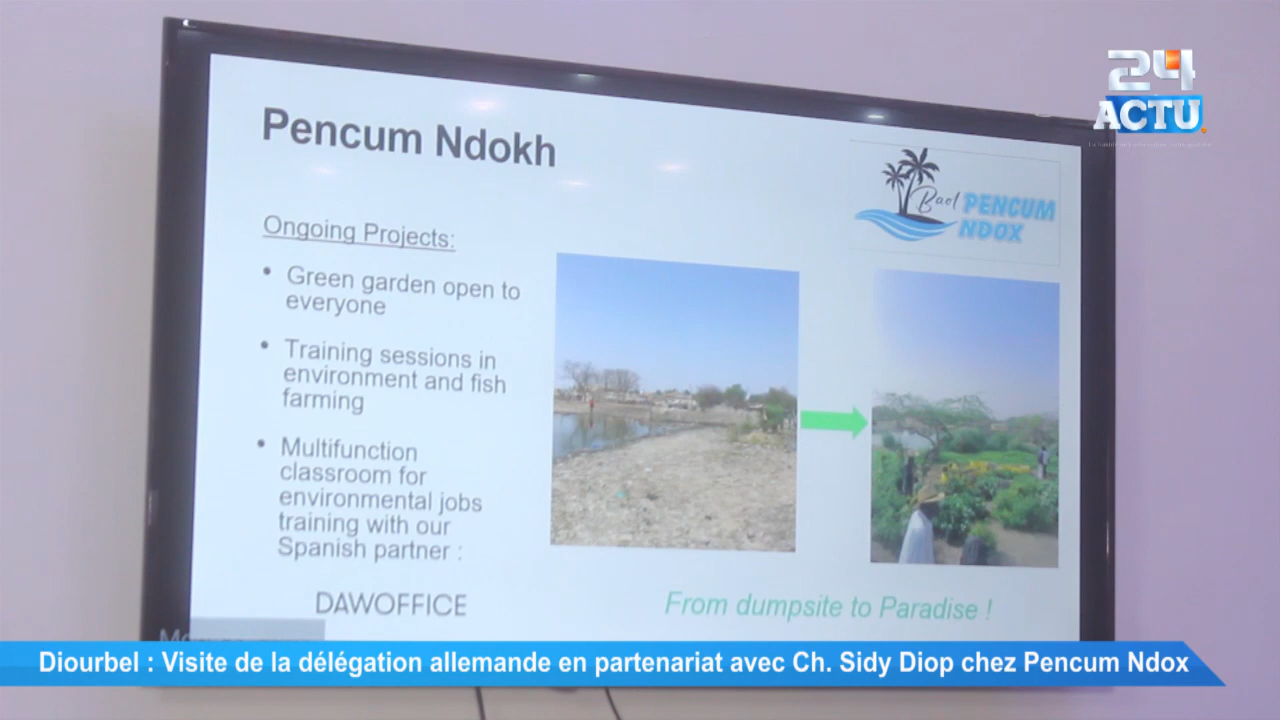 24
ACTU.
Pencum Ndokh
Baol PENCUM
NDOX
Ongoing Projects:
• Green garden open to
everyone
• Training sessions in
environment and fish
farming
• Multifunction
classroom for
environmental jobs
training with our
Spanish partner :
DAWOFFICE
From dumpsite to Paradise !
Diourbel : Visite de la délégation allemande en partenariat avec Ch. Sidy Diop chez Pencum Ndox